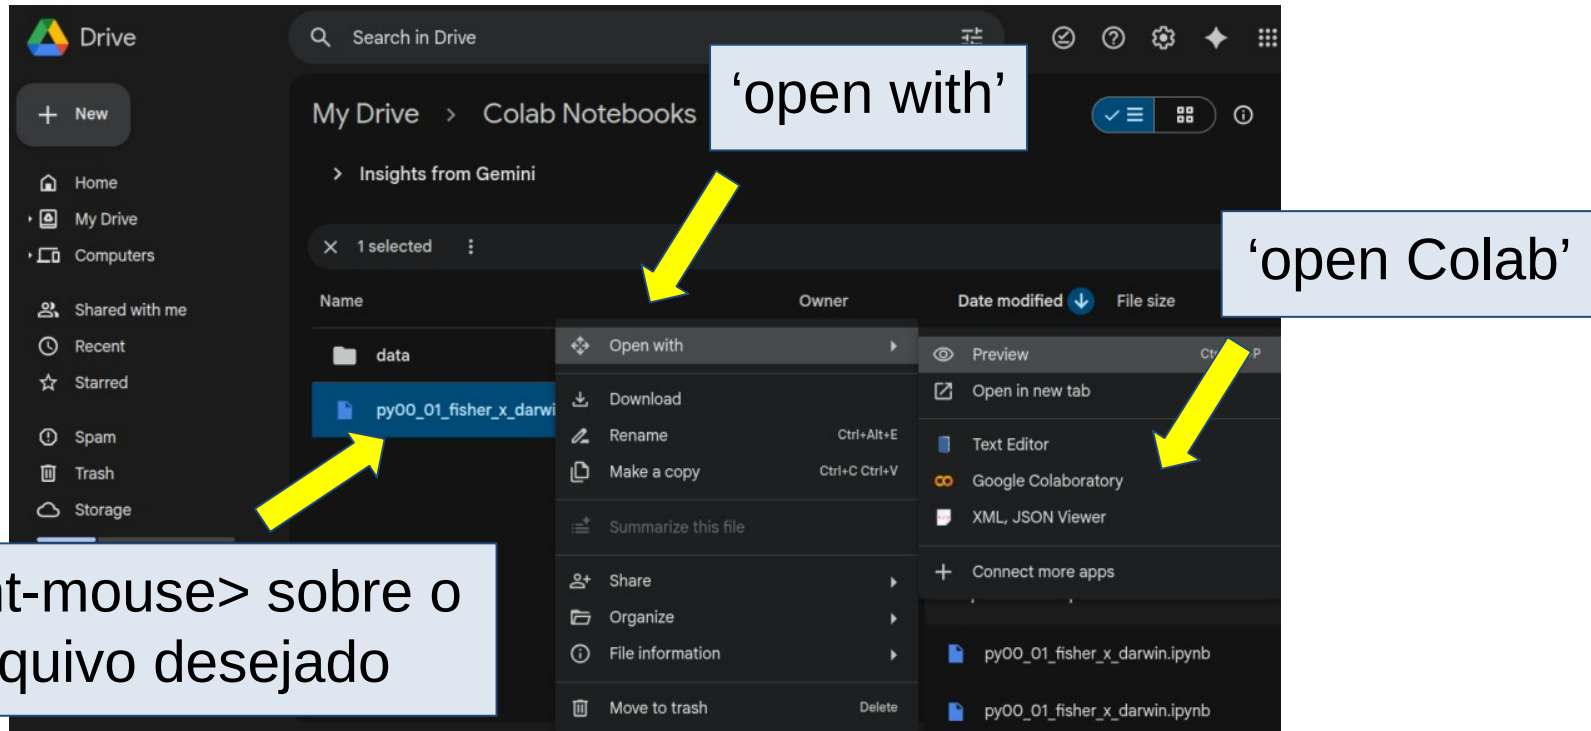 Drive
Search in Drive
‘open with’
New
My Drive > Colab Notebooks
Insights from Gemini
Home
My Drive
Computers
1 selected
‘open Colab’
Shared with me
Recent
Starred
Name Owner Date modified File size
data
py00_01_fisher_x_darwi
Open with
Download
Rename Ctrl+Alt+E
Make a copy Ctrl+C Ctrl+V
Summarize this file
Share
Organize
File information
Move to trash Delete
Preview
Open in new tab
Text Editor
Google Colaboratory
XML, JSON Viewer
Connect more apps
Spam
Trash
Storage
t-mouse> sobre o
quivo desejado
py00_01_fisher_x_darwin.ipynb
py00_01_fisher_x_darwin.ipynb